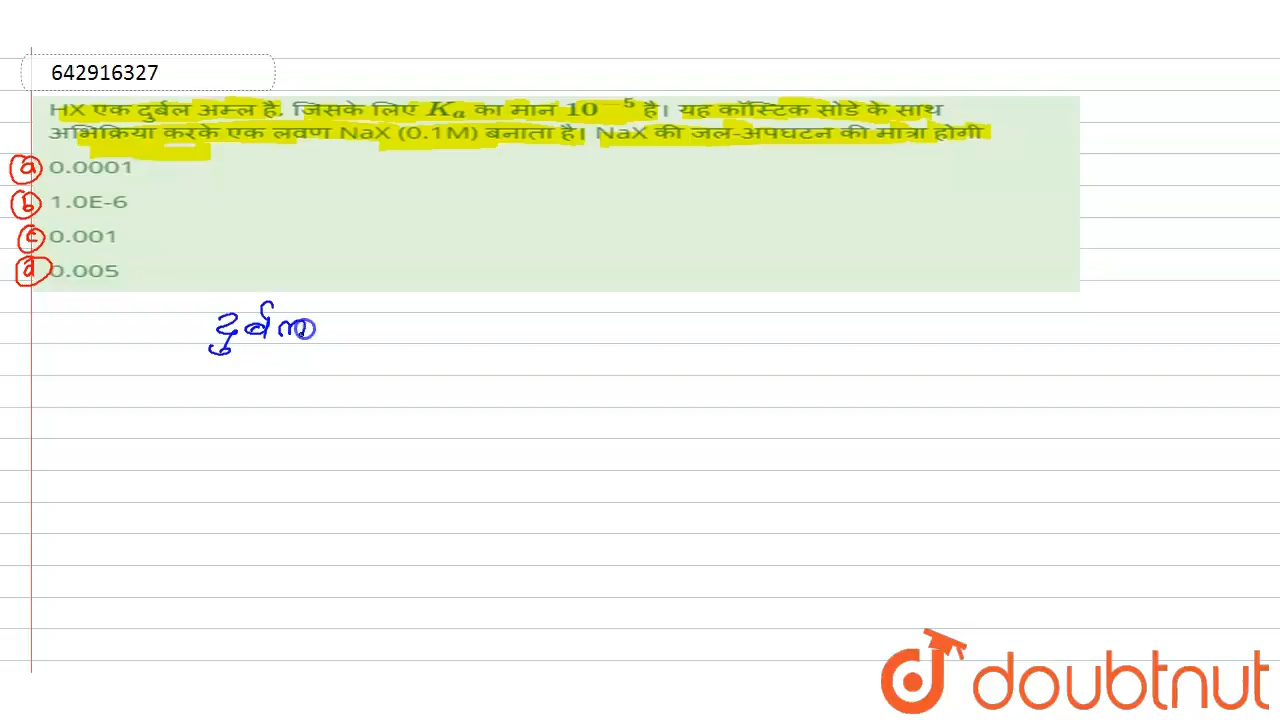 642916327
HX एक दुर्बल अम्ल है, जिसके लिए Kₐ का मान 10⁻⁵ है। यह कॉस्टिक सोडे के साथ
अभिक्रिया करके एक लवण NaX (0.1M) बनाता है। NaX की जल-अपघटन की मात्रा होगी
a 0.0001
b 1.0E-6
c 0.001
d 0.005
doubtnut